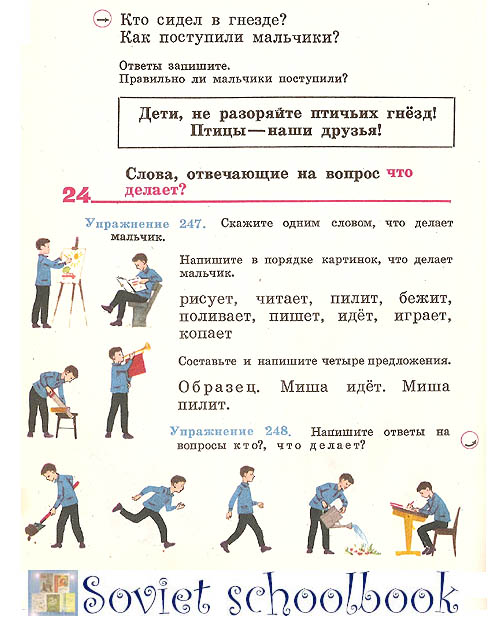 Кто сидел в гнезде?
Как поступили мальчики?
Ответы запишите.
Правильно ли мальчики поступили?
Дети, не разоряйте птичьих гнёзд!
Птицы—наши друзья!
Слова, отвечающие на вопрос что
24 делает?
Упражнение 247. Скажите одним словом, что делает
мальчик.
Напишите в порядке картинок, что делает
мальчик.
рисует, читает, пилит, бежит,
поливает, пишет, идёт, играет,
копает
Составьте и напишите четыре предложения.
Образец. Миша идёт. Миша
пилит.
Упражнение 248. Напишите ответы на
вопросы кто?, что делает?
Soviet schoolbook